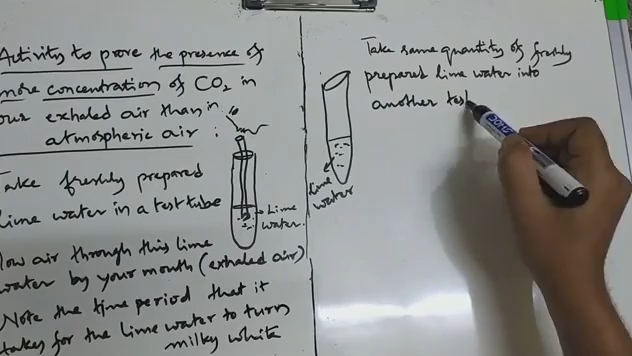 Activity to prove the presence of
more concentration of CO2 in
our exhaled air than in
atmospheric air :
Take freshly prepared
lime water in a test tube
low air through this lime
water by your mouth (exhaled air)
Note the time period that it
takes for the lime water to turn
milky white
Lime
water.
Take same quantity of freshly
prepared lime water into
another tes
Lime
water